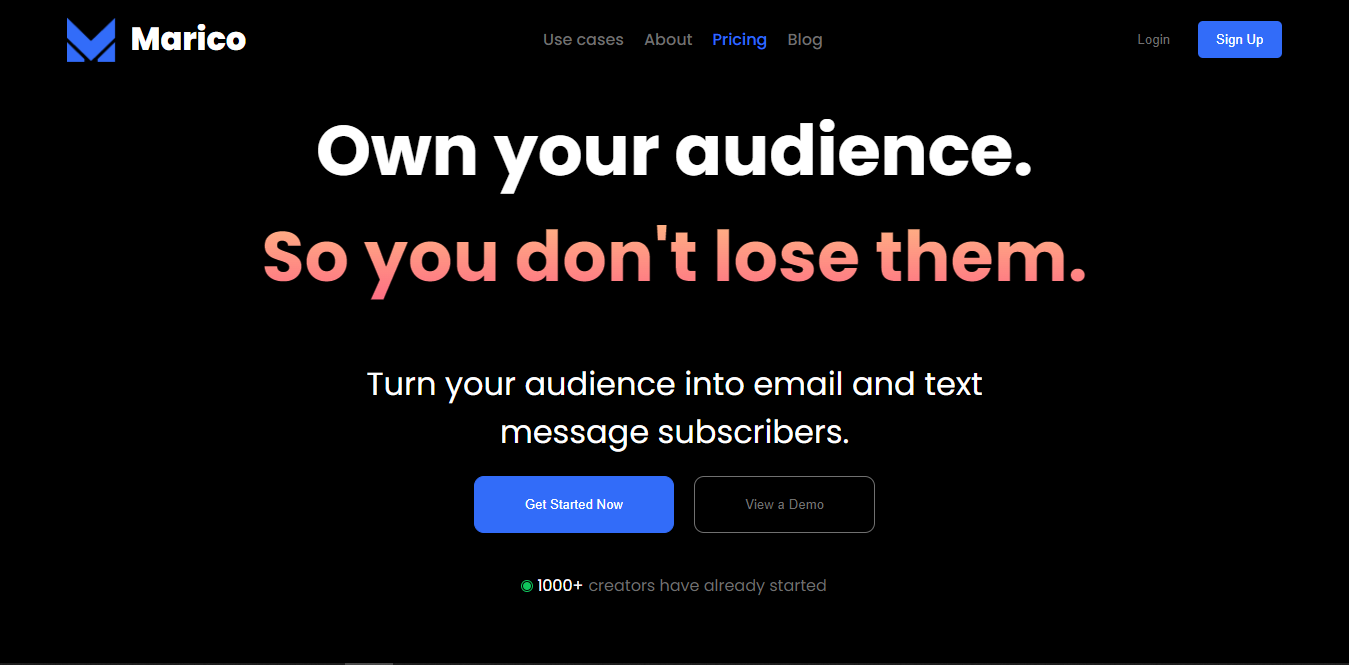 Marico
Use cases About Pricing Blog
Login
Sign Up
Own your audience.
So you don't lose them.
Turn your audience into email and text
message subscribers.
Get Started Now
View a Demo
1000+ creators have already started